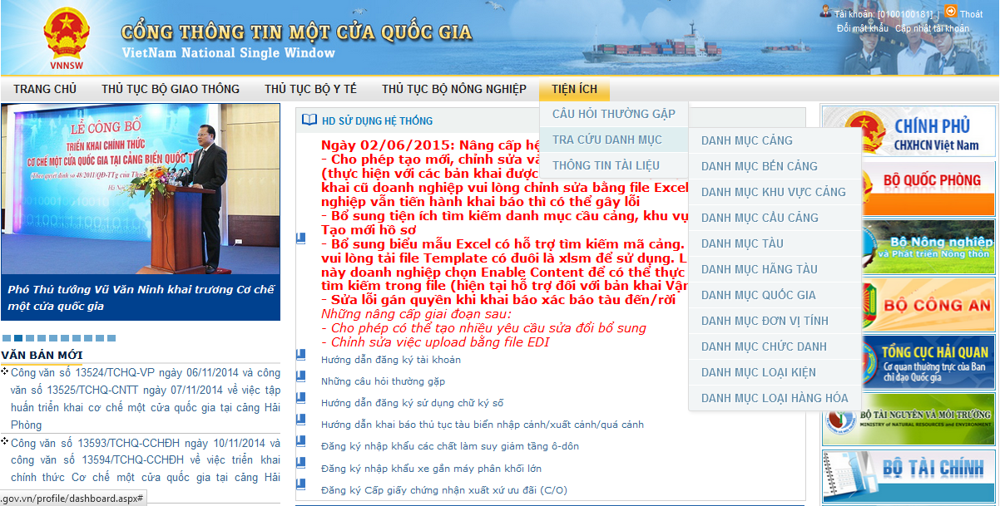 VNNSW
CỔNG THÔNG TIN MỘT CỬA QUỐC GIA
VietNam National Single Window
Tài khoản: [0100100181] | Thoát
Đổi mật khẩu Cập nhật tài khoản
TRANG CHỦ THỦ TỤC BỘ GIAO THÔNG THỦ TỤC BỘ Y TẾ THỦ TỤC BỘ NÔNG NGHIỆP TIỆN ÍCH
CÂU HỎI THƯỜNG GẶP
TRA CỨU DANH MỤC
THÔNG TIN TÀI LIỆU
DANH MỤC CẢNG
DANH MỤC BẾN CẢNG
DANH MỤC KHU VỰC CẢNG
DANH MỤC CẦU CẢNG
DANH MỤC TÀU
DANH MỤC HÃNG TÀU
DANH MỤC QUỐC GIA
DANH MỤC ĐƠN VỊ TÍNH
DANH MỤC CHỨC DANH
DANH MỤC LOẠI KIỆN
DANH MỤC LOẠI HÀNG HÓA
LỄ CÔNG BỐ
TRIỂN KHAI CHÍNH THỨC
CƠ CHẾ MỘT CỬA QUỐC GIA TẠI CẢNG BIỂN QUỐC T
(Theo quyết định số 48/2011/QĐ-TTg của Thủ
Hà Nộ
Phó Thủ tướng Vũ Văn Ninh khai trương Cơ chế
một cửa quốc gia
VĂN BẢN MỚI
Công văn số 13524/TCHQ-VP ngày 06/11/2014 và công
văn số 13525/TCHQ-CNTT ngày 07/11/2014 về việc tập
huấn triển khai cơ chế một cửa quốc gia tại cảng Hải
Phòng
Công văn số 13593/TCHQ-CCHĐH ngày 10/11/2014 và
công văn số 13594/TCHQ-CCHĐH về việc triển khai
chính thức Cơ chế một cửa quốc gia tại cảng Hải
.gov.vn/profile/dashboard.aspx#
HD SỬ DỤNG HỆ THỐNG
Ngày 02/06/2015: Nâng cấp hệ
- Cho phép tạo mới, chỉnh sửa và
(thực hiện với các bản khai được
khai cũ doanh nghiệp vui lòng chỉnh sửa bằng file Excel
nghiệp vẫn tiến hành khai báo thì có thể gây lỗi
- Bổ sung tiện ích tìm kiếm danh mục cầu cảng, khu vự
Tạo mới hồ sơ
- Bổ sung biểu mẫu Excel có hỗ trợ tìm kiếm mã cảng.
vui lòng tải file Template có đuôi là xlsm để sử dụng. L
này doanh nghiệp chọn Enable Content để có thể thực
tìm kiếm trong file (hiện tại hỗ trợ đối với bản khai Vận
- Sửa lỗi gán quyền khi khai báo xác báo tàu đến/rời
Những nâng cấp giai đoạn sau:
- Cho phép có thể tạo nhiều yêu cầu sửa đổi bổ sung
- Chỉnh sửa việc upload bằng file EDI
Hướng dẫn đăng ký tài khoản
Những câu hỏi thường gặp
Hướng dẫn đăng ký sử dụng chữ ký số
Hướng dẫn khai báo thủ tục tàu biển nhập cảnh/xuất cảnh/quá cảnh
Đăng ký nhập khẩu các chất làm suy giảm tầng ô-dôn
Đăng ký nhập khẩu xe gắn máy phân khối lớn
Đăng ký Cấp giấy chứng nhận xuất xứ ưu đãi (C/O)
CHÍNH PHỦ
CHXHCN Việt Nam
BỘ QUỐC PHÒNG
Bộ Nông nghiệp
và Phát triển Nông thôn
BỘ CÔNG AN
TỔNG CỤC HẢI QUAN
Cơ quan thường trực của Ban
chỉ đạo Quốc gia
BỘ TÀI NGUYÊN VÀ MÔI TRƯỜNG
MINISTRY OF NATURAL RESOURCES AND ENVIRONMENT
BỘ TÀI CHÍNH